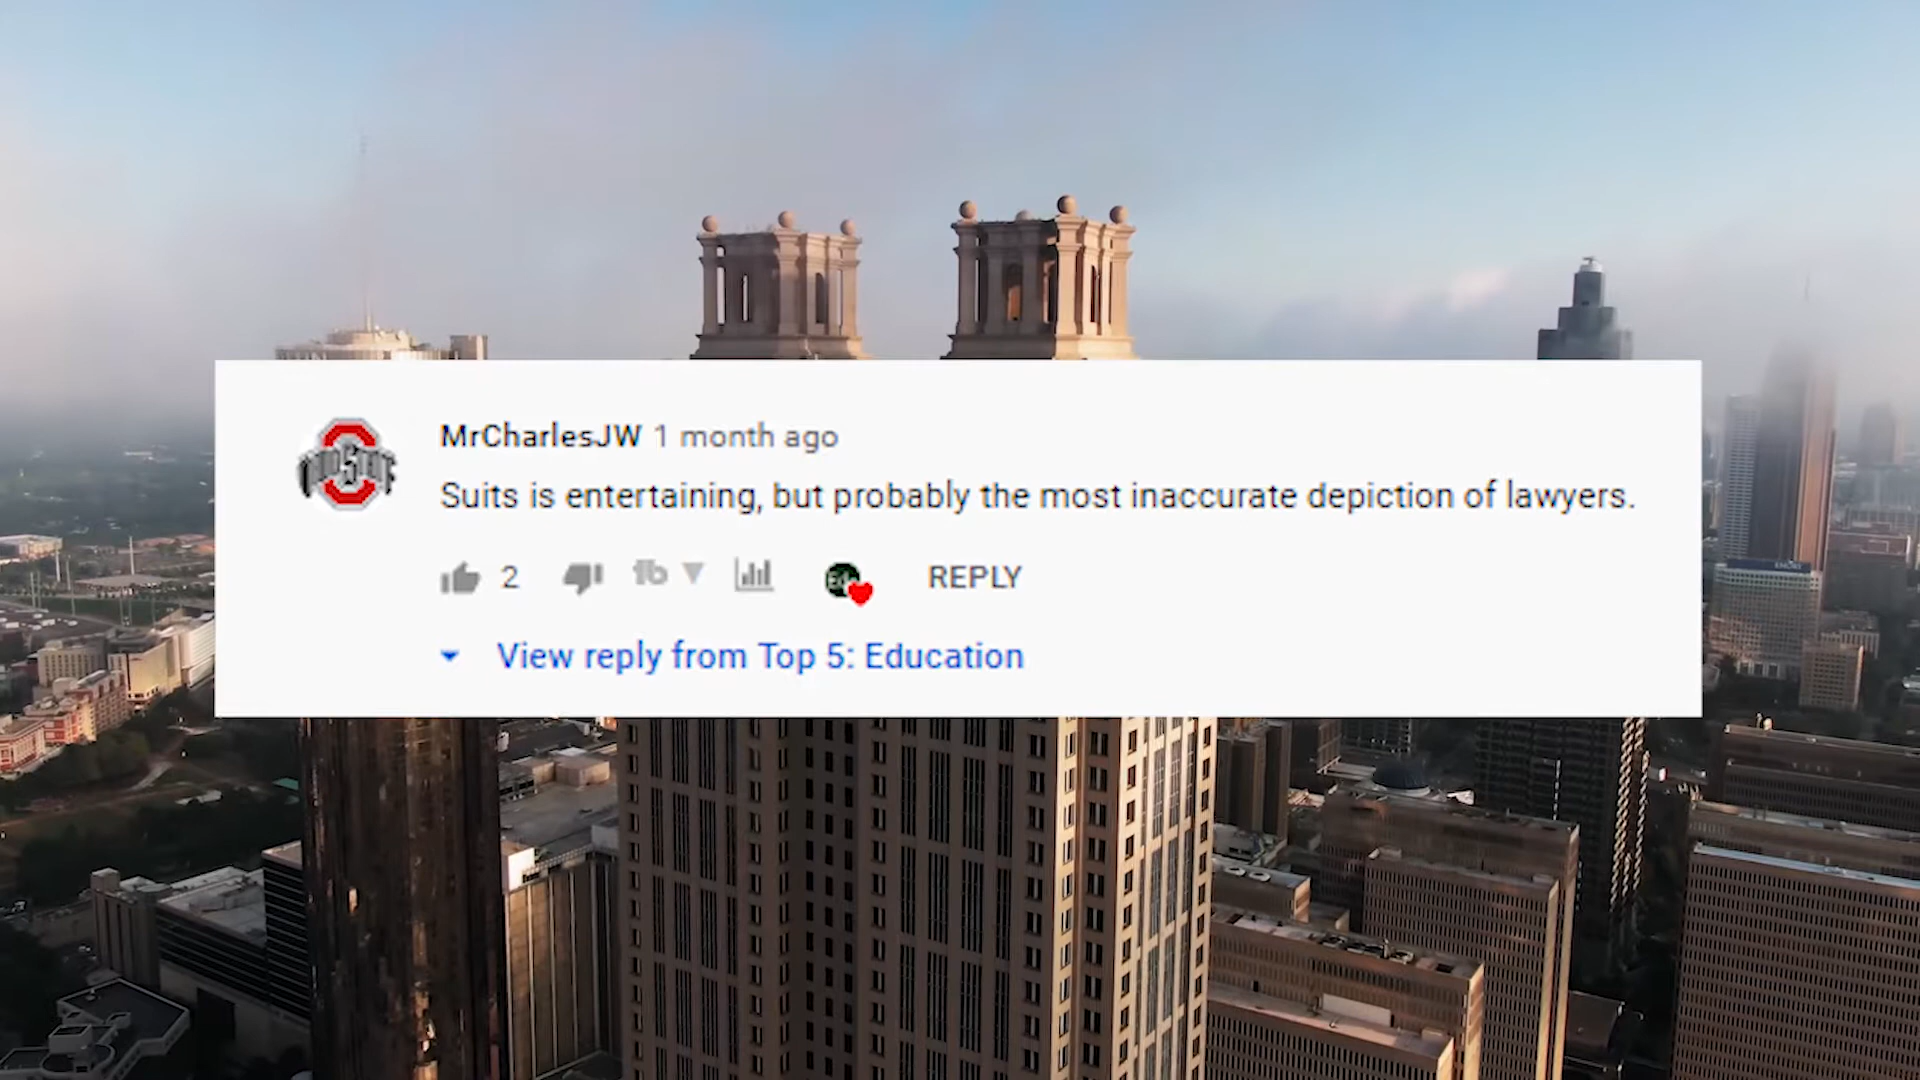 MrCharlesJW 1 month ago
Suits is entertaining, but probably the most inaccurate depiction of lawyers.
2 REPLY
View reply from Top 5: Education